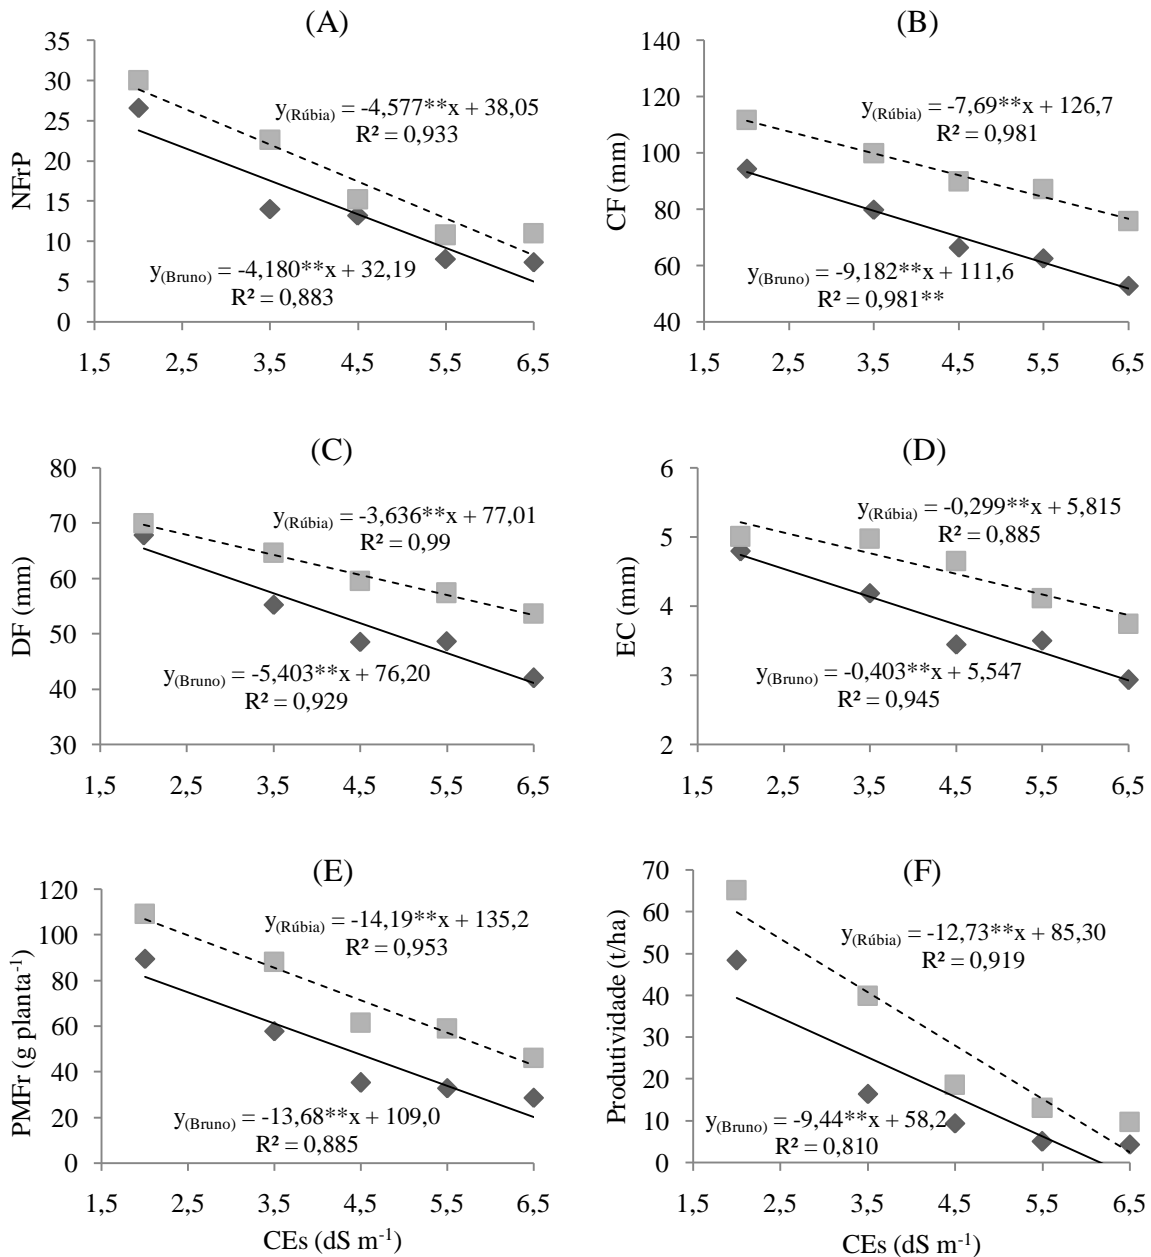 (A)
35
30
25
20
15
10
5
0
NFrP
y(Rúbia) = -4,577**x + 38,05
R² = 0,933
y(Bruno) = -4,180**x + 32,19
R² = 0,883
1,5 2,5 3,5 4,5 5,5 6,5
(B)
140
120
100
80
60
40
CF (mm)
y(Rúbia) = -7,69**x + 126,7
R² = 0,981
y(Bruno) = -9,182**x + 111,6
R² = 0,981**
1,5 2,5 3,5 4,5 5,5 6,5
(C)
80
70
60
50
40
30
DF (mm)
y(Rúbia) = -3,636**x + 77,01
R² = 0,99
y(Bruno) = -5,403**x + 76,20
R² = 0,929
1,5 2,5 3,5 4,5 5,5 6,5
(D)
6
5
4
3
2
EC (mm)
y(Rúbia) = -0,299**x + 5,815
R² = 0,885
y(Bruno) = -0,403**x + 5,547
R² = 0,945
1,5 2,5 3,5 4,5 5,5 6,5
(E)
120
100
80
60
40
20
0
PMFr (g planta-1)
y(Rúbia) = -14,19**x + 135,2
R² = 0,953
y(Bruno) = -13,68**x + 109,0
R² = 0,885
1,5 2,5 3,5 4,5 5,5 6,5
CEs (dS m-1)
(F)
70
60
50
40
30
20
10
0
Produtividade (t/ha)
y(Rúbia) = -12,73**x + 85,30
R² = 0,919
y(Bruno) = -9,44**x + 58,2
R² = 0,810
1,5 2,5 3,5 4,5 5,5 6,5
CEs (dS m-1)